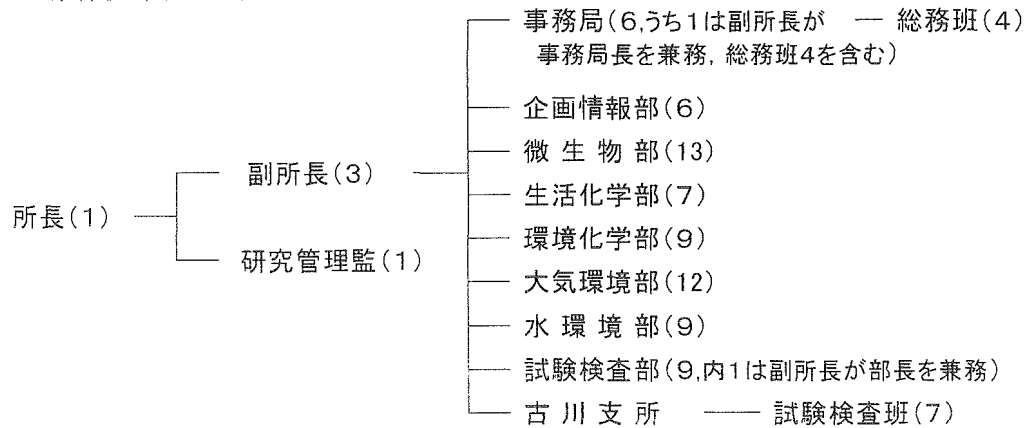 事務局(6,うち1は副所長が ― 総務班(4)
事務局長を兼務, 総務班4を含む)
企画情報部(6)
微生物部(13)
副所長(3)
生活化学部(7)
所長(1)
環境化学部(9)
研究管理監(1)
大気環境部(12)
水環境部(9)
試験検査部(9,内1は副所長が部長を兼務)
古川支所 ― 試験検査班(7)